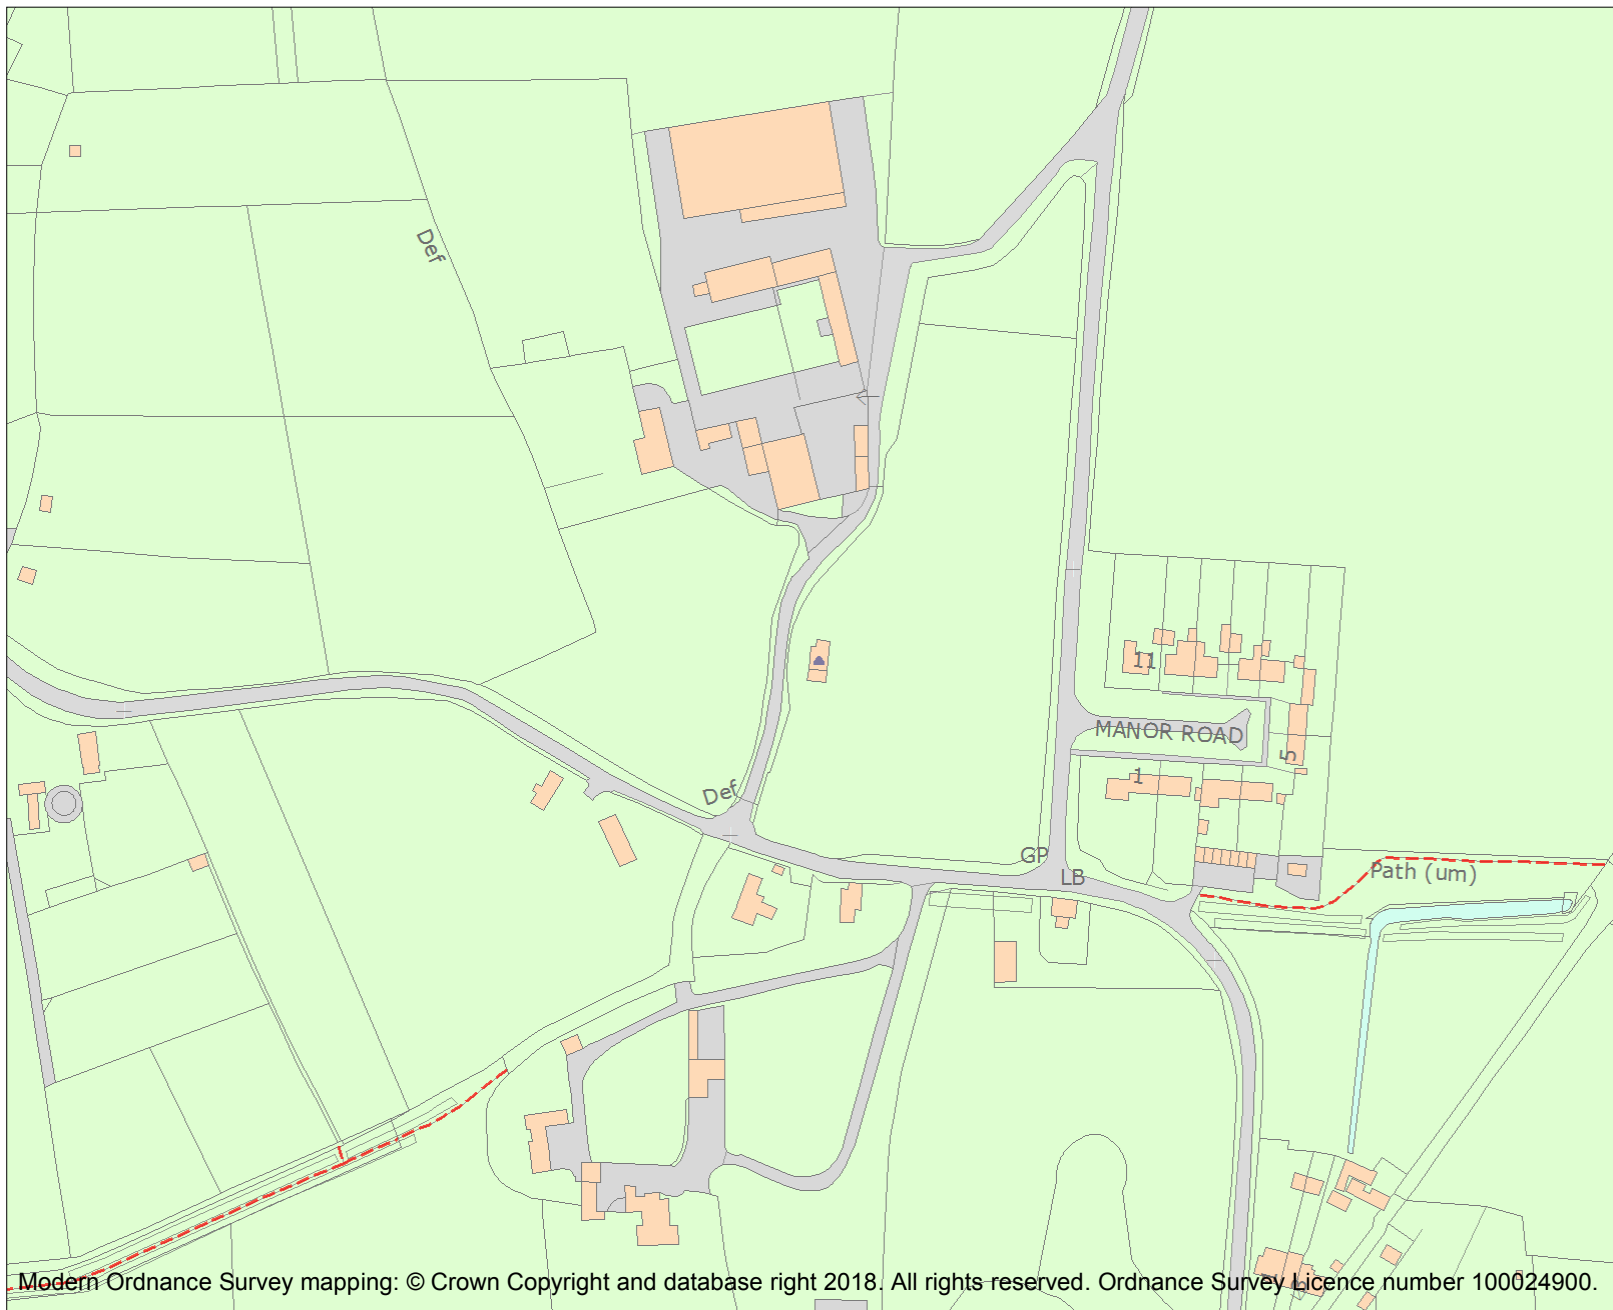 Def
11
MANOR ROAD
5
1
Def
GP
LB
Path (um)
Modern Ordnance Survey mapping: © Crown Copyright and database right 2018. All rights reserved. Ordnance Survey Licence number 100024900.